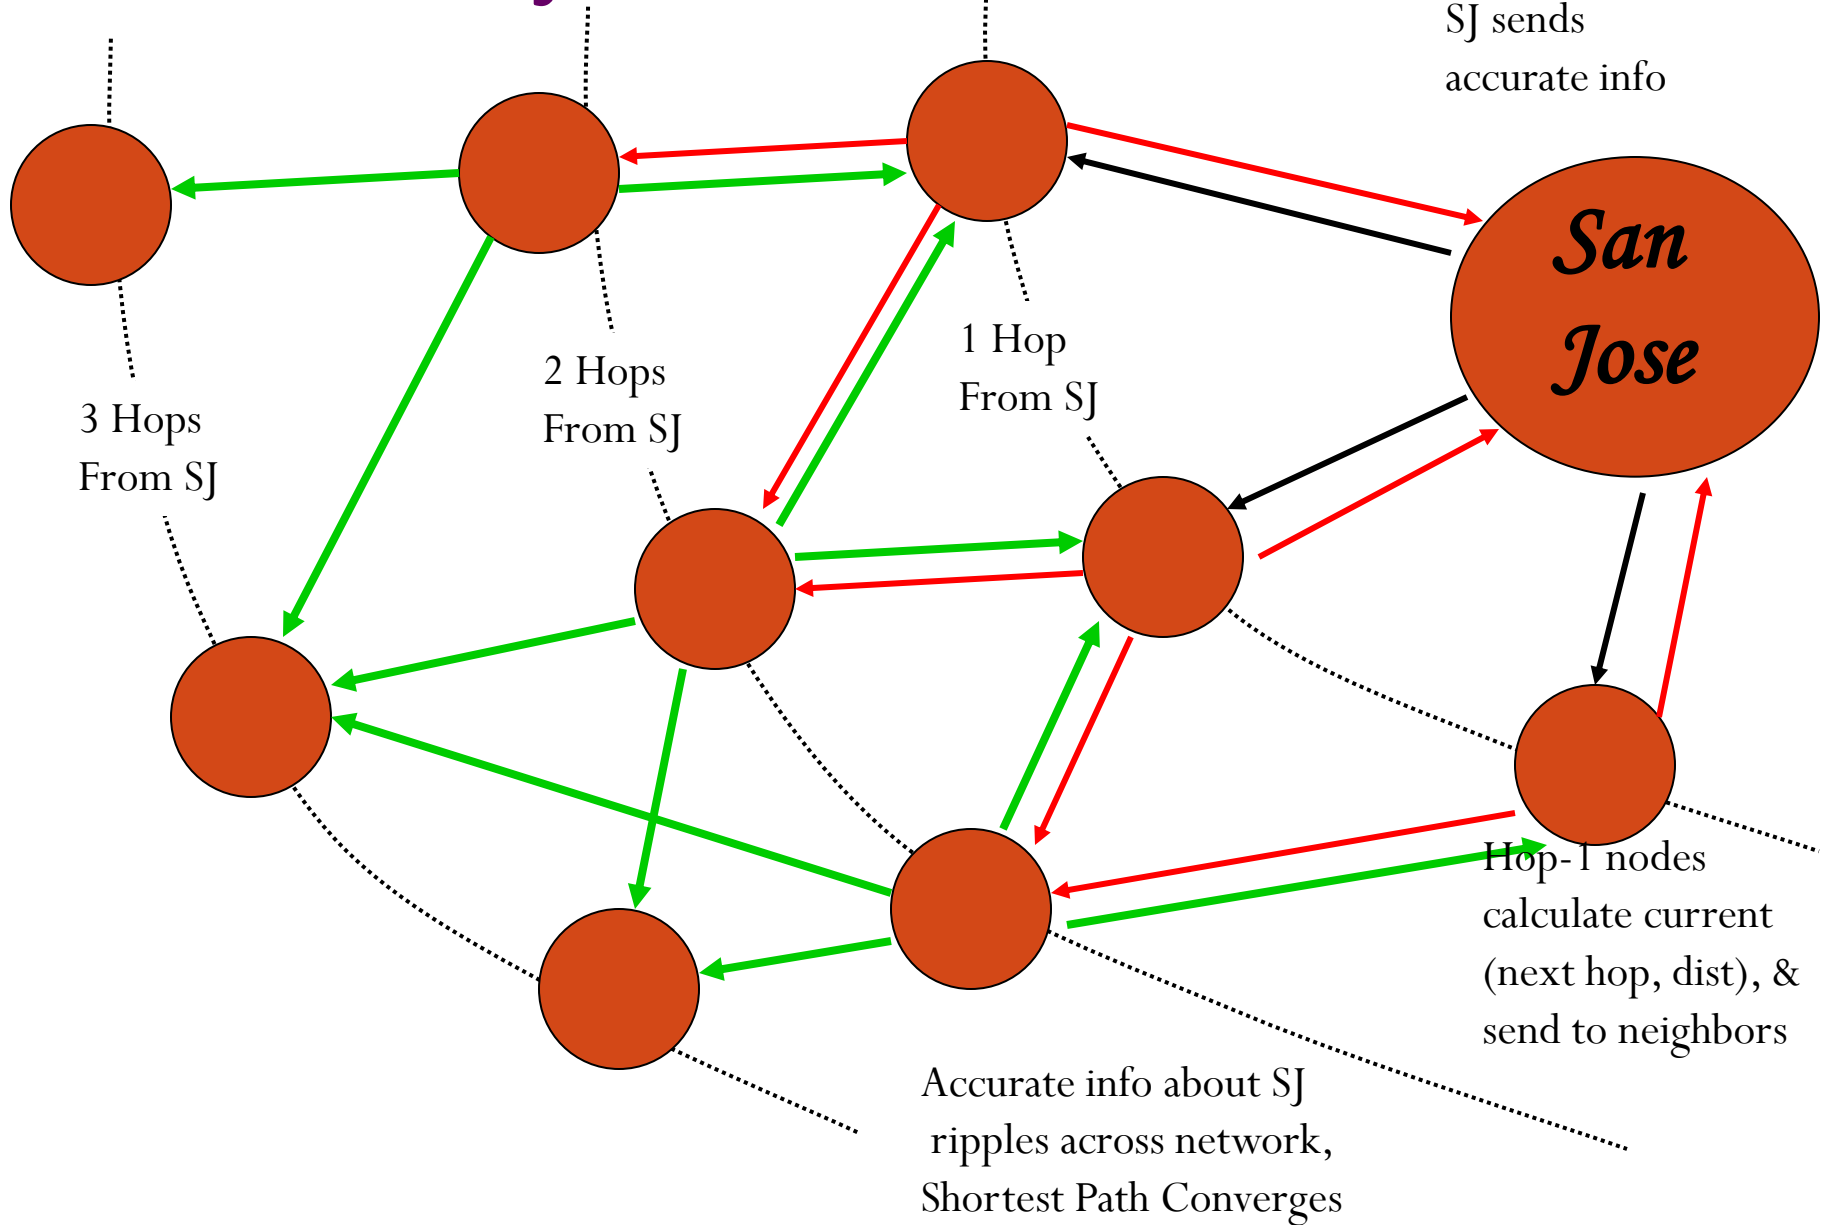 SJ sends
accurate info
San
Jose
1 Hop
From SJ
2 Hops
From SJ
3 Hops
From SJ
Hop-1 nodes
calculate current
(next hop, dist), &
send to neighbors
Accurate info about SJ
ripples across network,
Shortest Path Converges